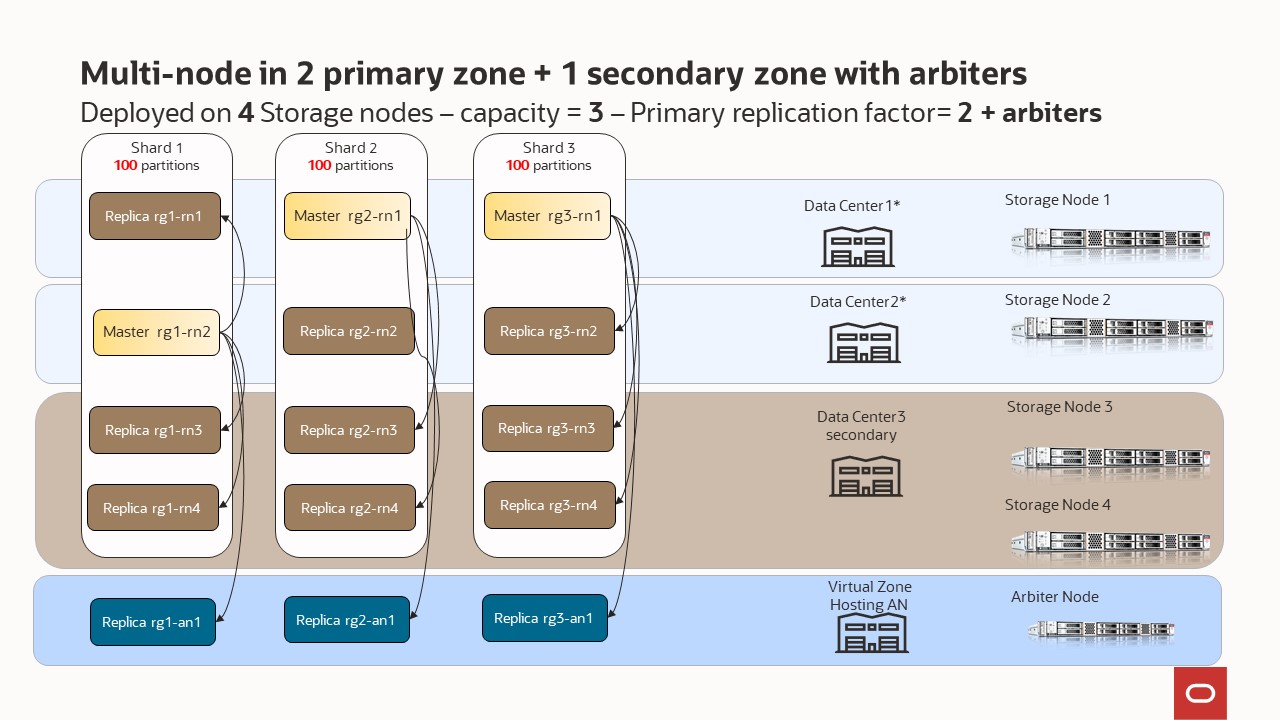 Multi-node in 2 primary zone + 1 secondary zone with arbiters
Deployed on 4 Storage nodes – capacity = 3 – Primary replication factor= 2 + arbiters
Shard 1
100 partitions
Shard 2
100 partitions
Shard 3
100 partitions
Replica rg1-rn1
Master rg2-rn1
Master rg3-rn1
Data Center1*
Storage Node 1
Master rg1-rn2
Replica rg2-rn2
Replica rg3-rn2
Data Center2*
Storage Node 2
Replica rg1-rn3
Replica rg2-rn3
Replica rg3-rn3
Data Center3
secondary
Storage Node 3
Replica rg1-rn4
Replica rg2-rn4
Replica rg3-rn4
Storage Node 4
Replica rg1-an1
Replica rg2-an1
Replica rg3-an1
Virtual Zone
Hosting AN
Arbiter Node